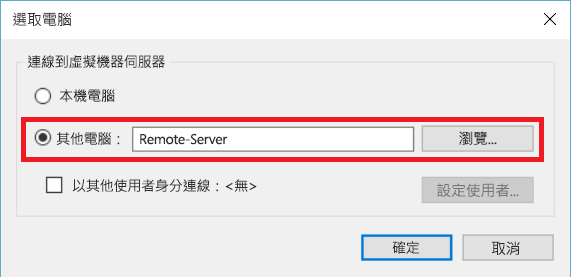 選取電腦
連線到虛擬機器伺服器
本機電腦
其他電腦： Remote-Server 瀏覽...
以其他使用者身分連線：<無> 設定使用者...
確定 取消